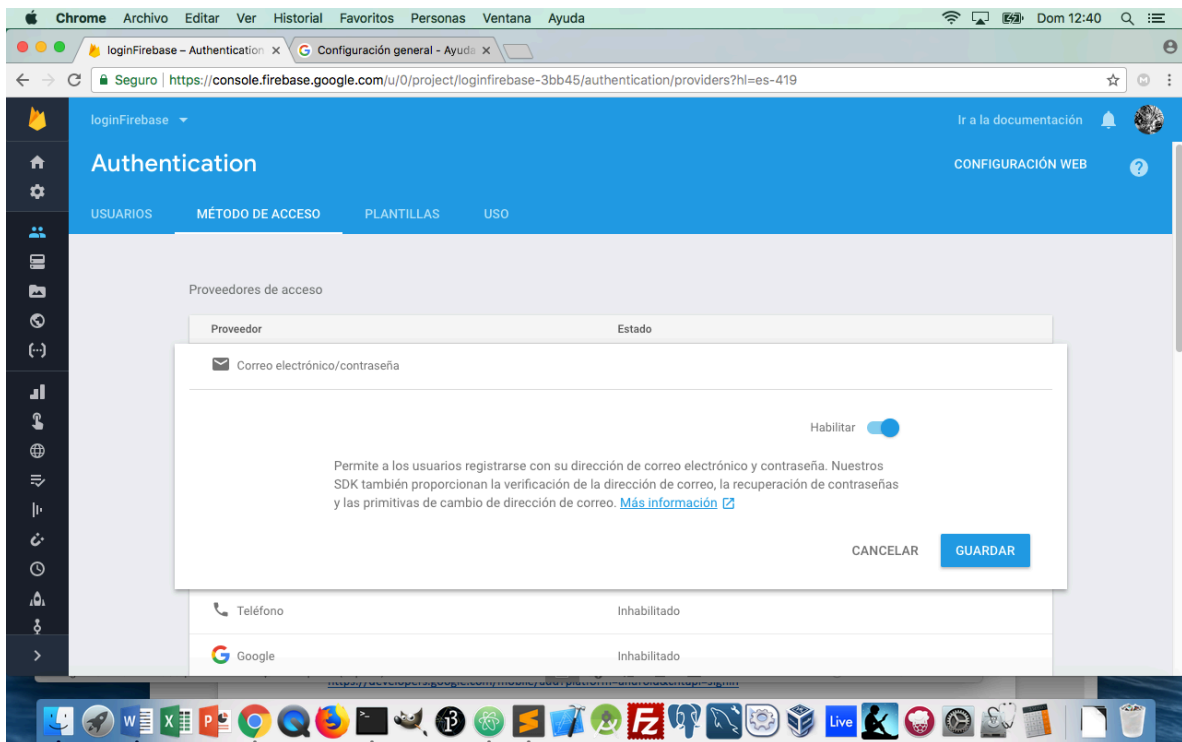 Chrome Archivo Editar Ver Historial Favoritos Personas Ventana Ayuda Dom 12:40
loginFirebase – Authentication Configuración general - Ayuda
Seguro | https://console.firebase.google.com/u/0/project/loginfirebase-3bb45/authentication/providers?hl=es-419
loginFirebase Ir a la documentación
Authentication CONFIGURACIÓN WEB
USUARIOS MÉTODO DE ACCESO PLANTILLAS USO
Proveedores de acceso
Proveedor Estado
Correo electrónico/contraseña
Habilitar
Permite a los usuarios registrarse con su dirección de correo electrónico y contraseña. Nuestros
SDK también proporcionan la verificación de la dirección de correo, la recuperación de contraseñas
y las primitivas de cambio de dirección de correo. Más información
CANCELAR GUARDAR
Teléfono Inhabilitado
Google Inhabilitado
Live